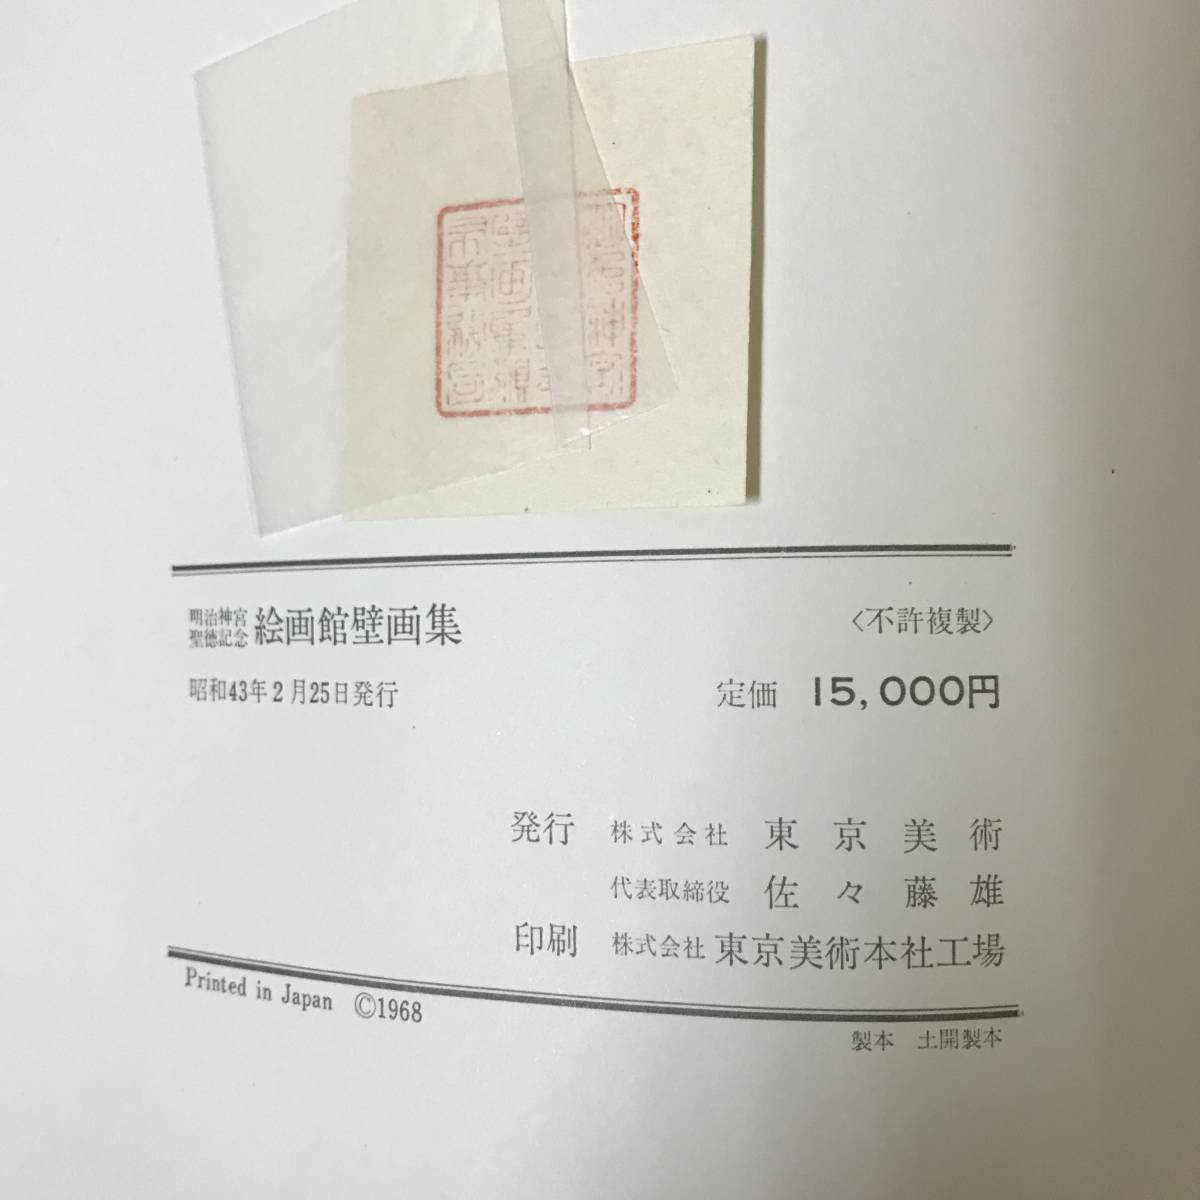 明治神宮
聖徳記念 絵画館壁画集
〈不許複製〉
昭和43年2月25日発行
定価 15,000円
発行 株式会社 東京美術
代表取締役 佐々藤雄
印刷 株式会社 東京美術本社工場
Printed in Japan ©1968
製本 土開製本